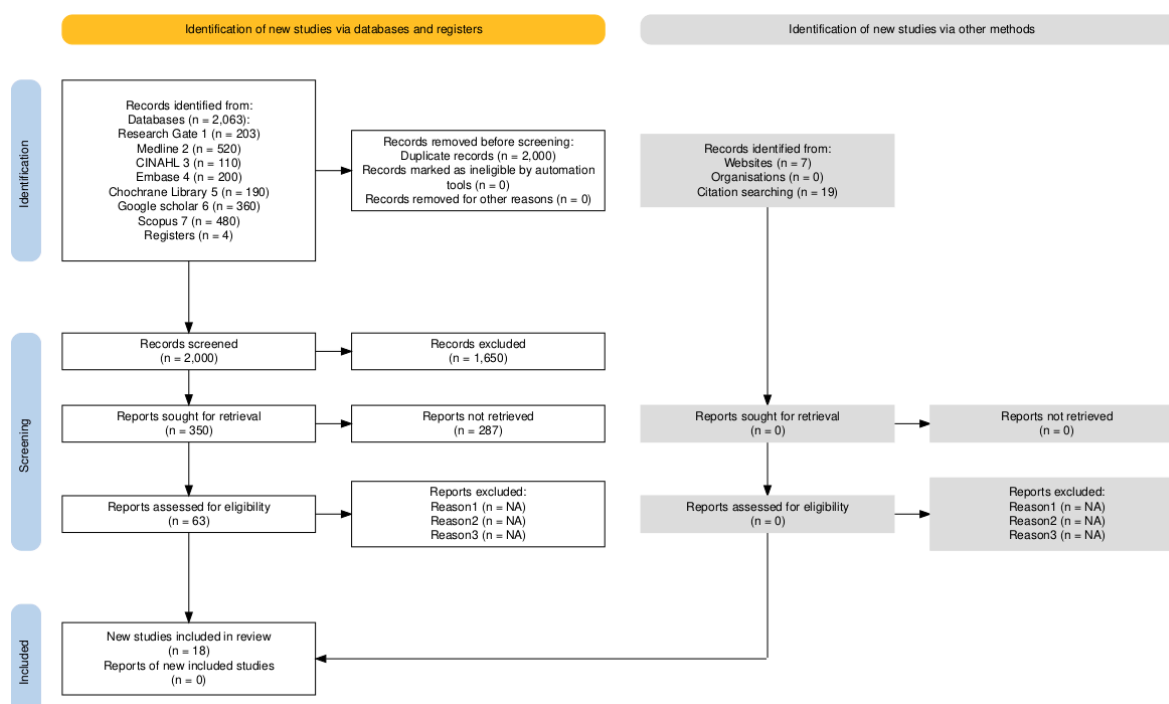 Identification of new studies via databases and registers
Identification of new studies via other methods
Identification
Records identified from:
Databases (n = 2,063):
Research Gate 1 (n = 203)
Medline 2 (n = 520)
CINAHL 3 (n = 110)
Embase 4 (n = 200)
Chochrane Library 5 (n = 190)
Google scholar 6 (n = 360)
Scopus 7 (n = 480)
Registers (n = 4)
Records removed before screening:
Duplicate records (n = 2,000)
Records marked as ineligible by automation
tools (n = 0)
Records removed for other reasons (n = 0)
Records identified from:
Websites (n = 7)
Organisations (n = 0)
Citation searching (n = 19)
Screening
Records screened
(n = 2,000)
Records excluded
(n = 1,650)
Reports sought for retrieval
(n = 350)
Reports not retrieved
(n = 287)
Reports sought for retrieval
(n = 0)
Reports not retrieved
(n = 0)
Reports assessed for eligibility
(n = 63)
Reports excluded:
Reason1 (n = NA)
Reason2 (n = NA)
Reason3 (n = NA)
Reports assessed for eligibility
(n = 0)
Reports excluded:
Reason1 (n = NA)
Reason2 (n = NA)
Reason3 (n = NA)
Included
New studies included in review
(n = 18)
Reports of new included studies
(n = 0)